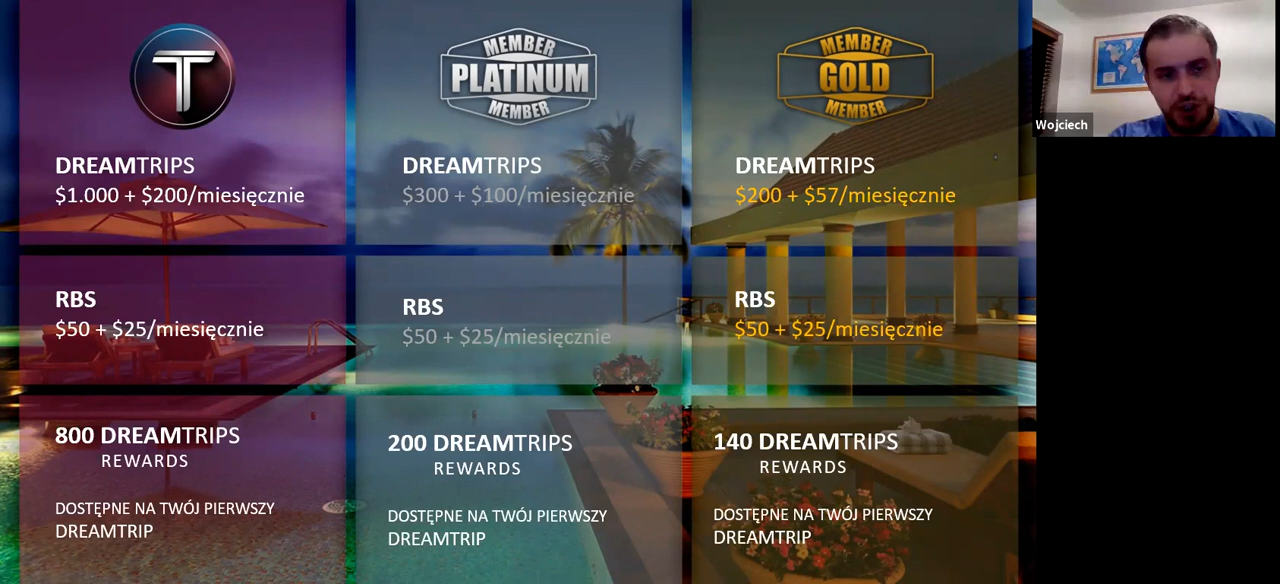 T
MEMBER
PLATINUM
MEMBER
MEMBER
GOLD
MEMBER
Wojciech
DREAMTRIPS
$1.000 + $200/miesięcznie
DREAMTRIPS
$300 + $100/miesięcznie
DREAMTRIPS
$200 + $57/miesięcznie
RBS
$50 + $25/miesięcznie
RBS
$50 + $25/miesięcznie
RBS
$50 + $25/miesięcznie
800 DREAMTRIPS
REWARDS
DOSTĘPNE NA TWÓJ PIERWSZY
DREAMTRIP
200 DREAMTRIPS
REWARDS
DOSTĘPNE NA TWÓJ PIERWSZY
DREAMTRIP
140 DREAMTRIPS
REWARDS
DOSTĘPNE NA TWÓJ PIERWSZY
DREAMTRIP